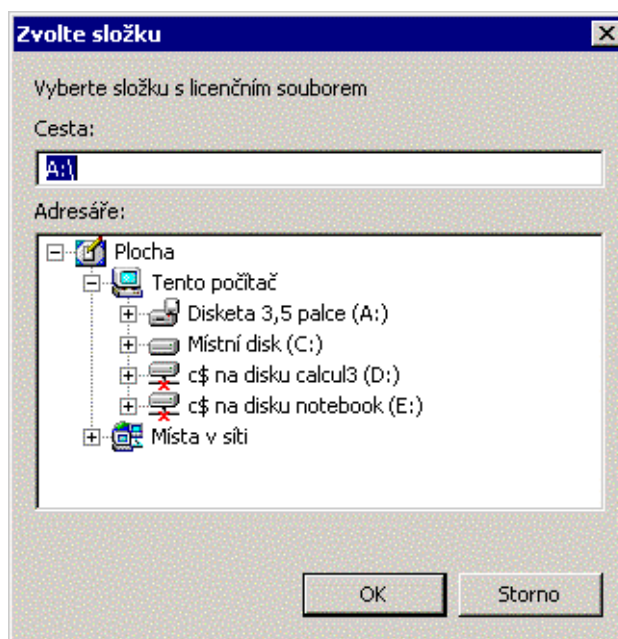 Zvolte složku
Vyberte složku s licenčním souborem
Cesta:
A:\
Adresáře:
Plocha
Tento počítač
Disketa 3,5 palce (A:)
Místní disk (C:)
c$ na disku calcul3 (D:)
c$ na disku notebook (E:)
Místa v síti
OK Storno